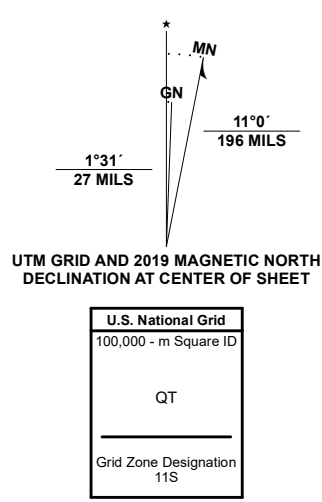 ★
MN
GN
11°0´
196 MILS
1°31´
27 MILS
UTM GRID AND 2019 MAGNETIC NORTH
DECLINATION AT CENTER OF SHEET
U.S. National Grid
100,000 - m Square ID
QT
Grid Zone Designation
11S